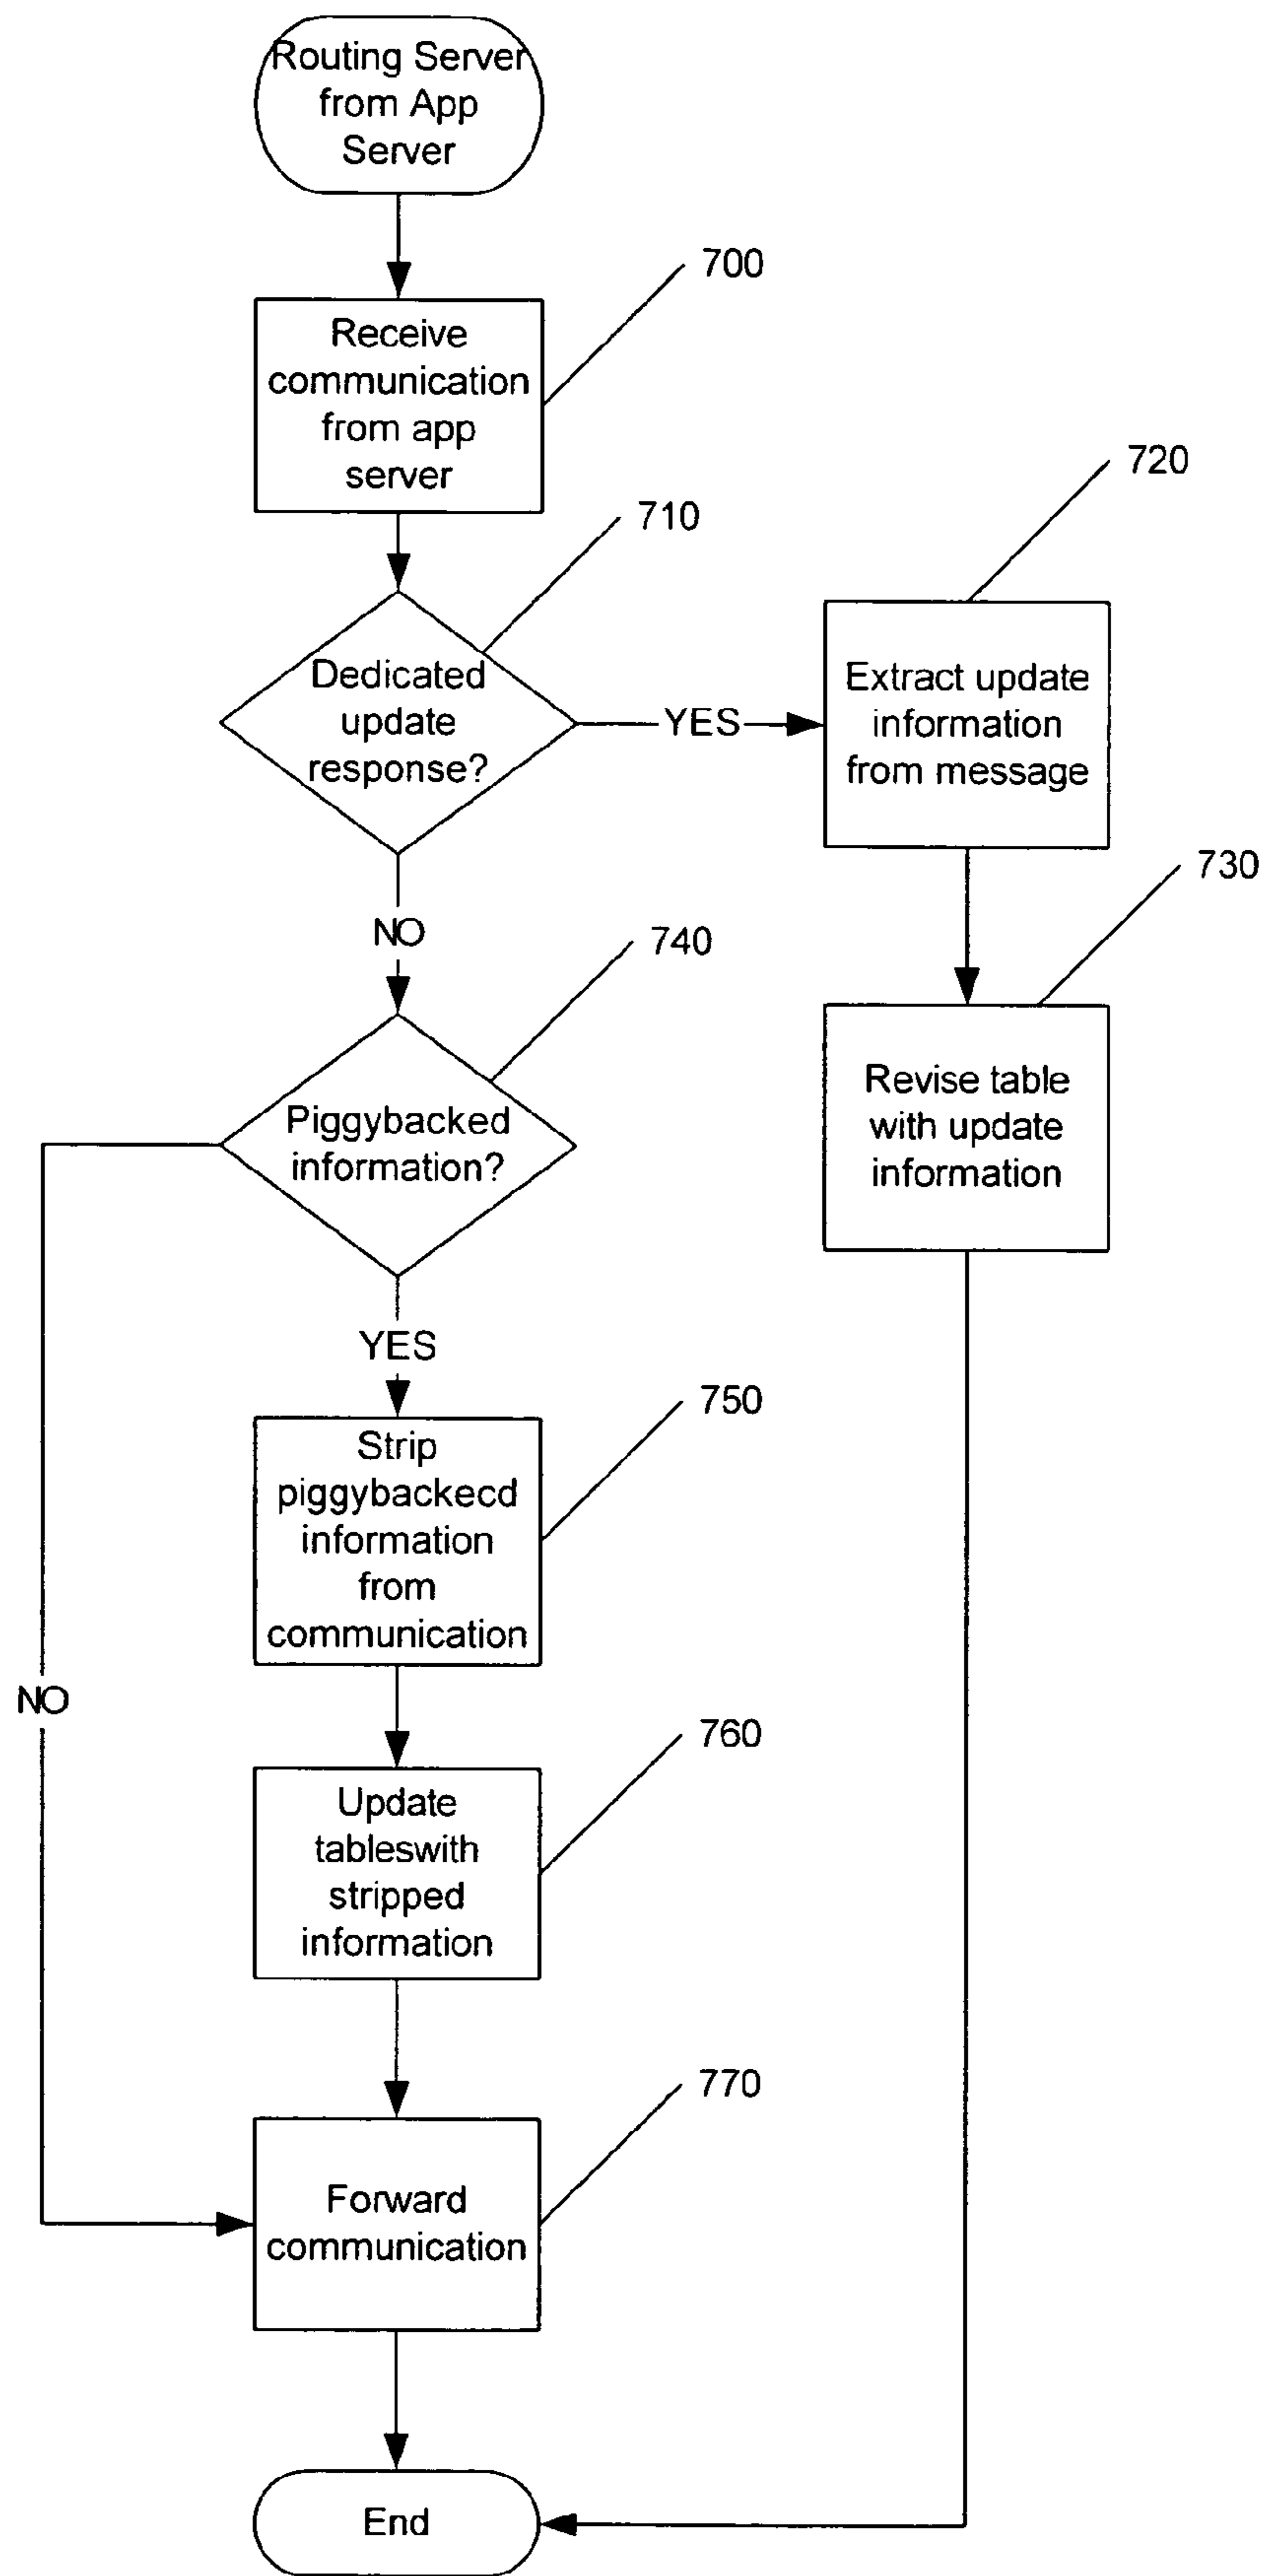 Routing Server
from App
Server
700
Receive
communication
from app
server
710
720
Dedicated
update
response?
YES
Extract update
information
from message
NO
730
740
Revise table
with update
information
Piggybacked
information?
YES
750
Strip
piggybackecd
information
from
communication
NO
760
Update
tableswith
stripped
information
770
Forward
communication
End